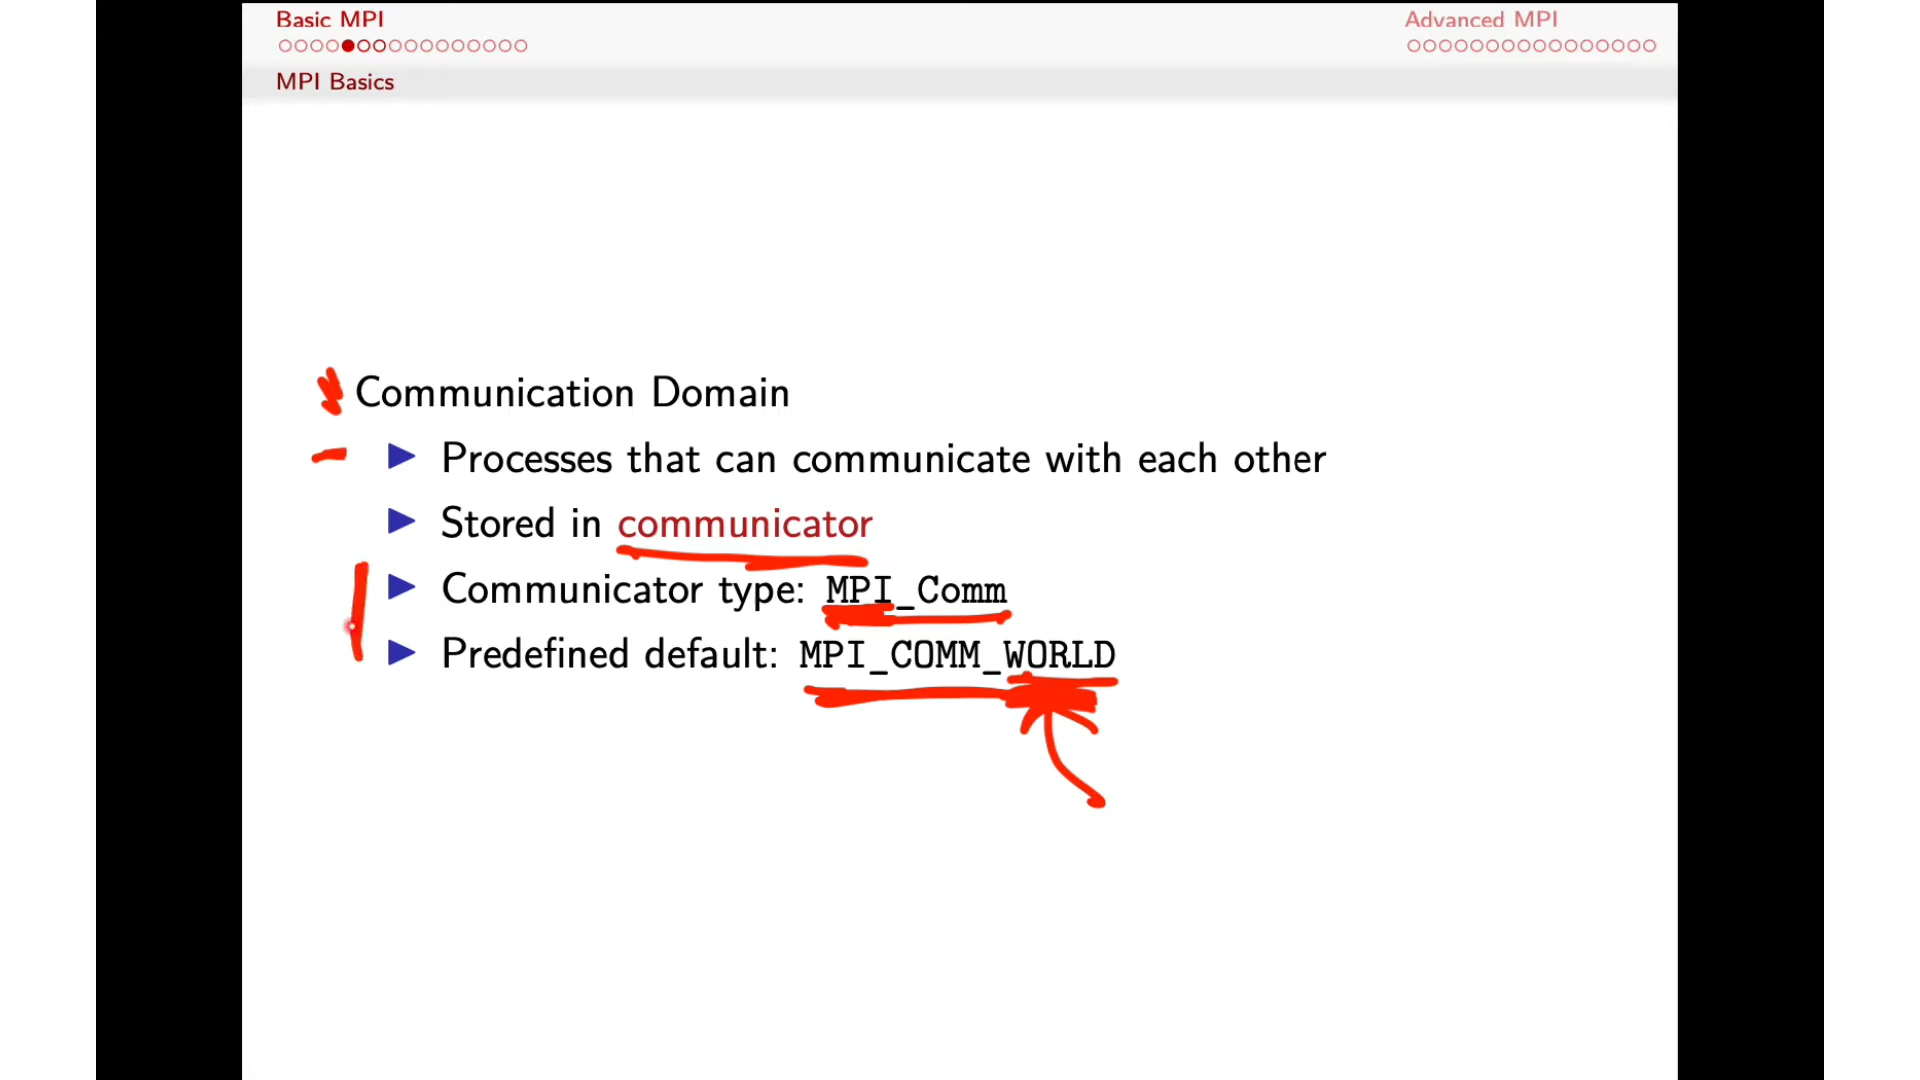 Basic MPI
Advanced MPI
MPI Basics
Communication Domain
Processes that can communicate with each other
Stored in communicator
Communicator type: MPI_Comm
Predefined default: MPI_COMM_WORLD